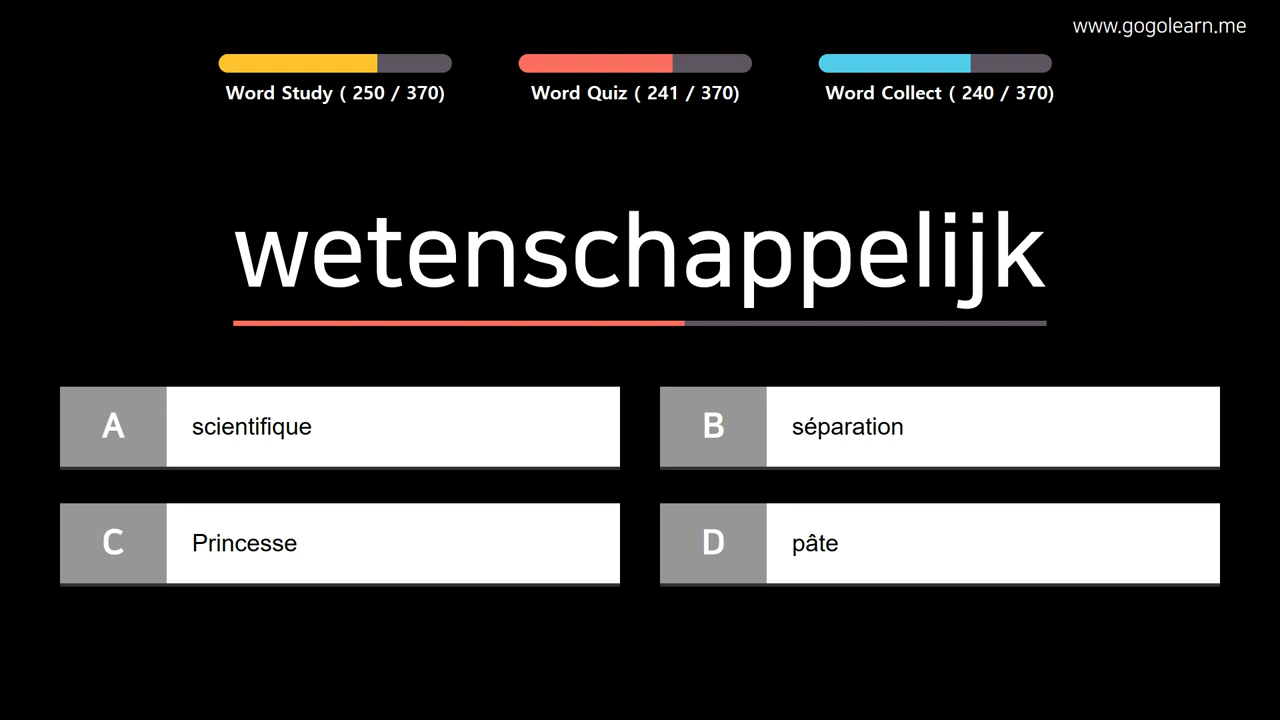 www.gogolearn.me
Word Study ( 250 / 370)
Word Quiz ( 241 / 370)
Word Collect ( 240 / 370)
wetenschappelijk
A scientifique
B séparation
C Princesse
D pâte